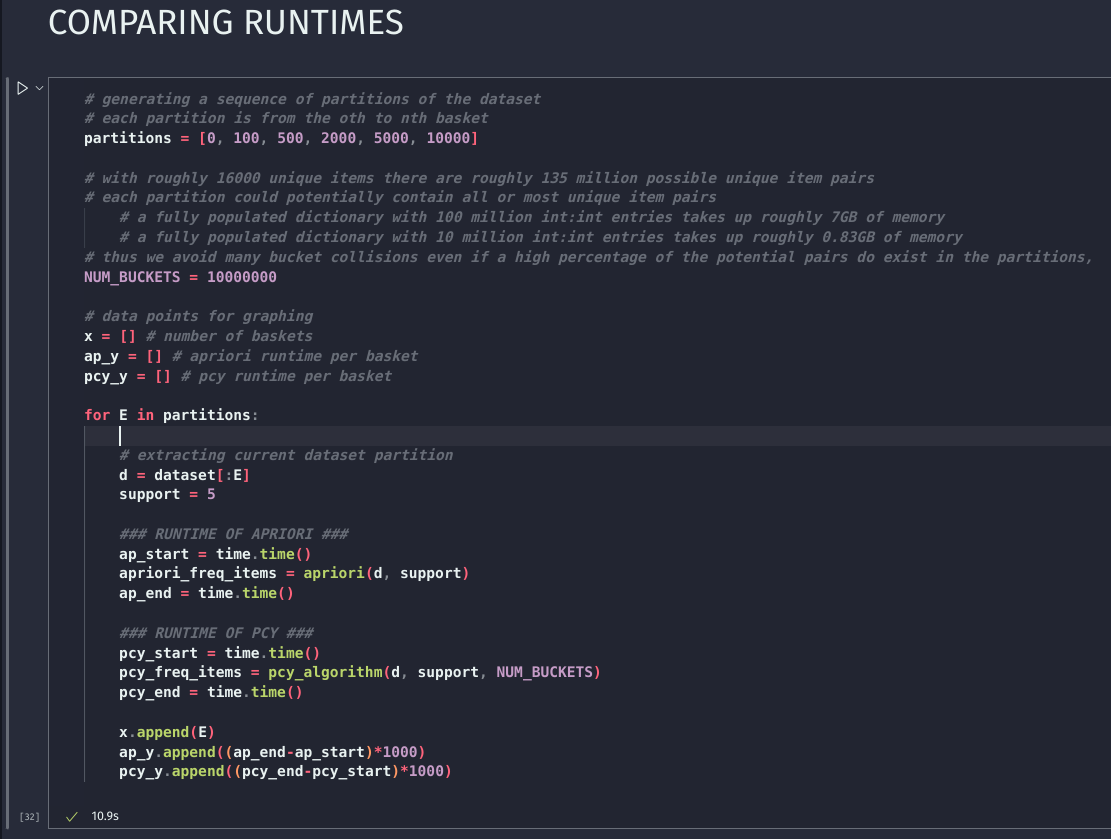 COMPARING RUNTIMES
# generating a sequence of partitions of the dataset
# each partition is from the oth to nth basket
partitions = [0, 100, 500, 2000, 5000, 10000]
# with roughly 16000 unique items there are roughly 135 million possible unique item pairs
# each partition could potentially contain all or most unique item pairs
# a fully populated dictionary with 100 million int:int entries takes up roughly 7GB of memory
# a fully populated dictionary with 10 million int:int entries takes up roughly 0.83GB of memory
# thus we avoid many bucket collisions even if a high percentage of the potential pairs do exist in the partitions,
NUM_BUCKETS = 10000000
# data points for graphing
x = [] # number of baskets
ap_y = [] # apriori runtime per basket
pcy_y = [] # pcy runtime per basket
for E in partitions:
# extracting current dataset partition
d = dataset[:E]
support = 5
### RUNTIME OF APRIORI ###
ap_start = time.time()
apriori_freq_items = apriori(d, support)
ap_end = time.time()
### RUNTIME OF PCY ###
pcy_start = time.time()
pcy_freq_items = pcy_algorithm(d, support, NUM_BUCKETS)
pcy_end = time.time()
x.append(E)
ap_y.append((ap_end-ap_start)*1000)
pcy_y.append((pcy_end-pcy_start)*1000)
[32] ✓ 10.9s